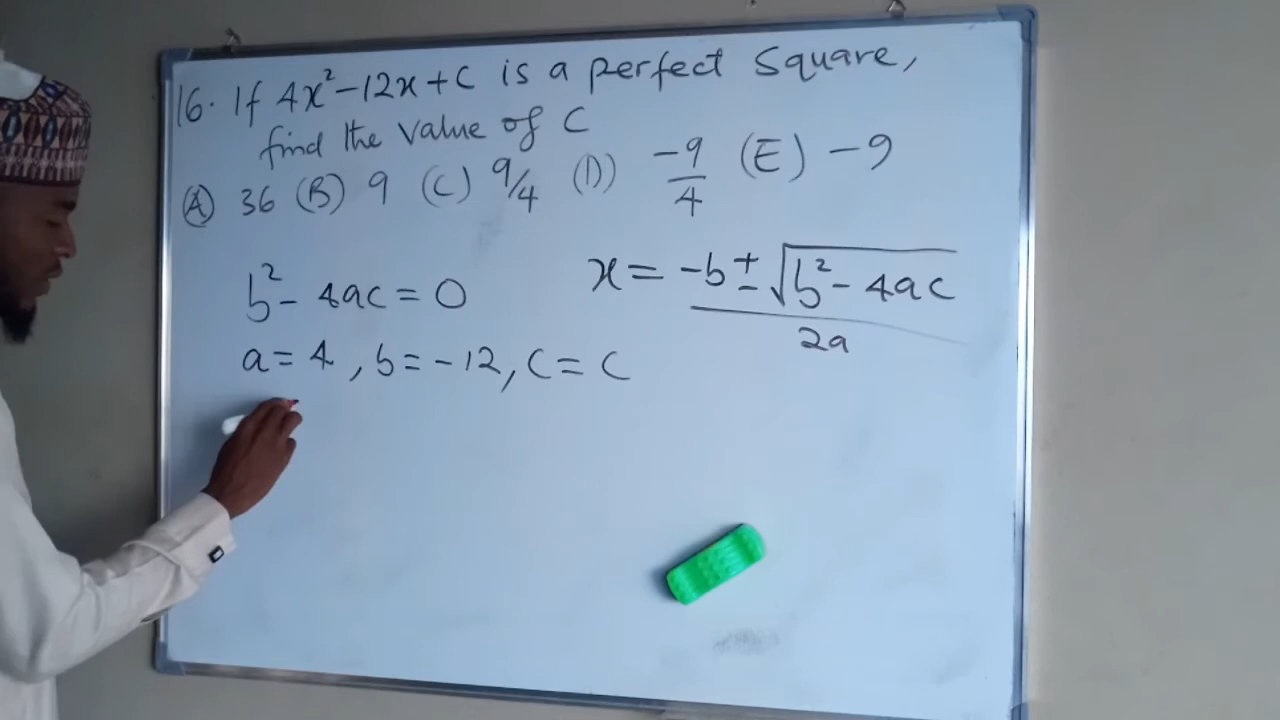 16. If 4x²-12x+C is a perfect square,
find the value of C
(A) 36 (B) 9 (C) 9/4 (D) -9/4 (E) -9
b² - 4ac = 0
x = -b ± √b² - 4ac / 2a
a = 4, b = -12, C = C